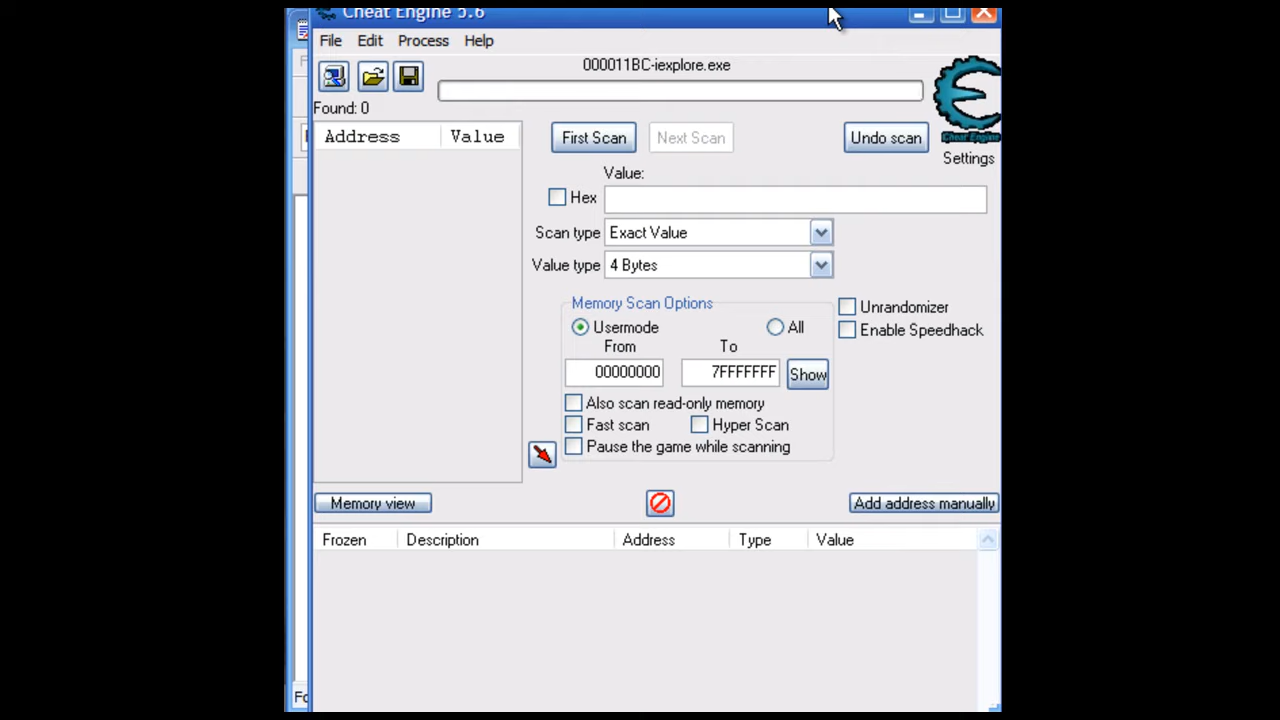 Cheat Engine 5.6
File Edit Process Help
000011BC-iexplore.exe
Found: 0
Address Value
First Scan Next Scan Undo scan
Cheat Engine
Settings
Value:
Hex
Scan type Exact Value
Value type 4 Bytes
Memory Scan Options
Unrandomizer
Usermode All
Enable Speedhack
From To
00000000 7FFFFFFF Show
Also scan read-only memory
Fast scan Hyper Scan
Pause the game while scanning
Memory view Add address manually
Frozen Description Address Type Value